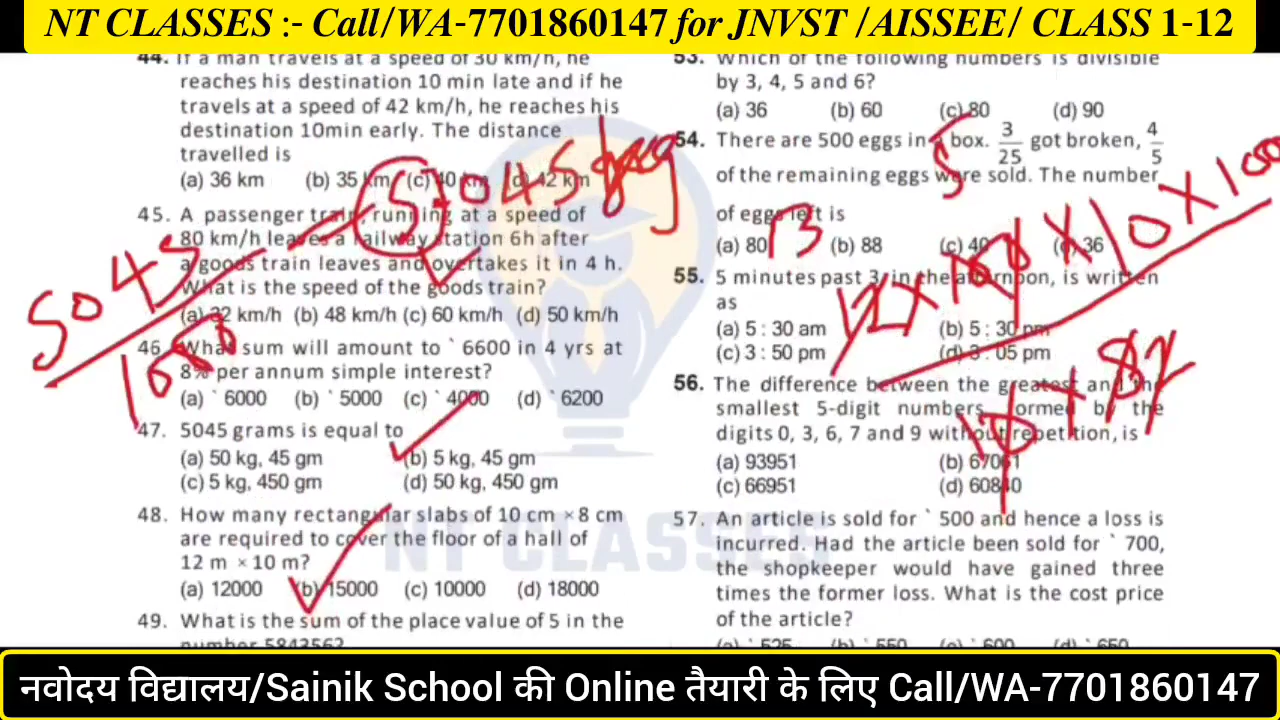 NT CLASSES :- Call/WA-7701860147 for JNVST /AISSEE/ CLASS 1-12
44. If a man travels at a speed of 30 km/h, he
reaches his destination 10 min late and if he
travels at a speed of 42 km/h, he reaches his
destination 10min early. The distance
travelled is
(a) 36 km (b) 35 km (c) 40 km (d) 42 km
45. A passenger train, running at a speed of
80 km/h leaves a railway station 6h after
a goods train leaves and overtakes it in 4 h.
What is the speed of the goods train?
(a) 32 km/h (b) 48 km/h (c) 60 km/h (d) 50 km/h
46. What sum will amount to ` 6600 in 4 yrs at
8% per annum simple interest?
(a) ` 6000 (b) ` 5000 (c) ` 4000 (d) ` 6200
47. 5045 grams is equal to
(a) 50 kg, 45 gm (b) 5 kg, 45 gm
(c) 5 kg, 450 gm (d) 50 kg, 450 gm
48. How many rectangular slabs of 10 cm × 8 cm
are required to cover the floor of a hall of
12 m × 10 m?
(a) 12000 (b) 15000 (c) 10000 (d) 18000
49. What is the sum of the place value of 5 in the
number 584356?
5045
1000
5.045
53. Which of the following numbers is divisible
by 3, 4, 5 and 6?
(a) 36 (b) 60 (c) 80 (d) 90
54. There are 500 eggs in a box. 3/25 got broken, 4/5
of the remaining eggs were sold. The number
of eggs left is
(a) 80 (b) 88 (c) 40 (d) 36
55. 5 minutes past 3, in the afternoon, is written
as
(a) 5 : 30 am (b) 5 : 30 pm
(c) 3 : 50 pm (d) 3 : 05 pm
56. The difference between the greatest and the
smallest 5-digit numbers formed by the
digits 0, 3, 6, 7 and 9 without repetition, is
(a) 93951 (b) 67061
(c) 66951 (d) 60840
57. An article is sold for ` 500 and hence a loss is
incurred. Had the article been sold for ` 700,
the shopkeeper would have gained three
times the former loss. What is the cost price
of the article?
(a) ` 525 (b) ` 550 (c) ` 600 (d) ` 650
NT CLASSES
नवोदय विद्यालय/Sainik School की Online तैयारी के लिए Call/WA-7701860147